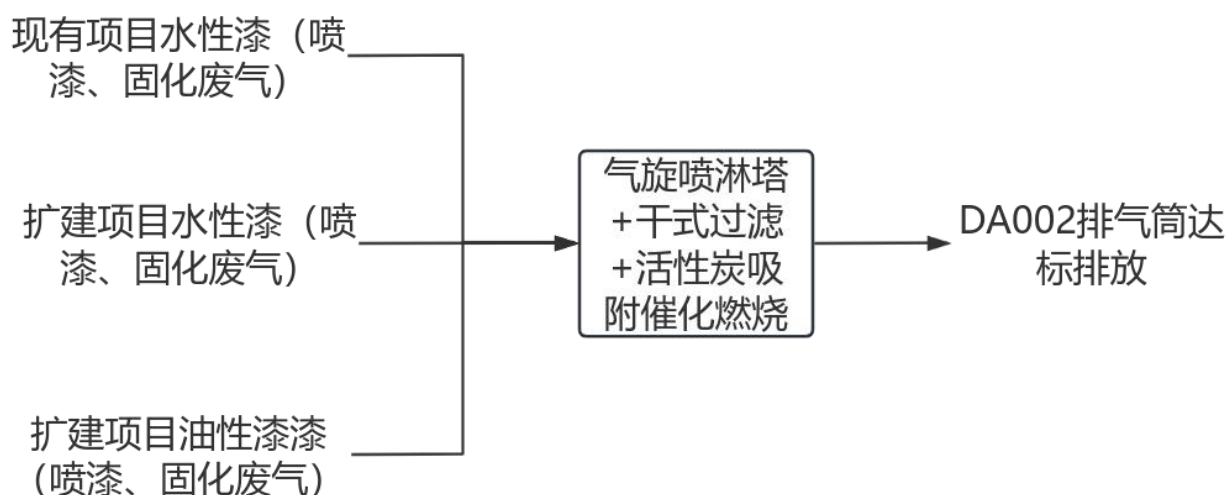 现有项目水性漆（喷
漆、固化废气）
扩建项目水性漆（喷
漆、固化废气）
扩建项目油性漆漆
（喷漆、固化废气）
气旋喷淋塔
+干式过滤
+活性炭吸
附催化燃烧
DA002排气筒达
标排放